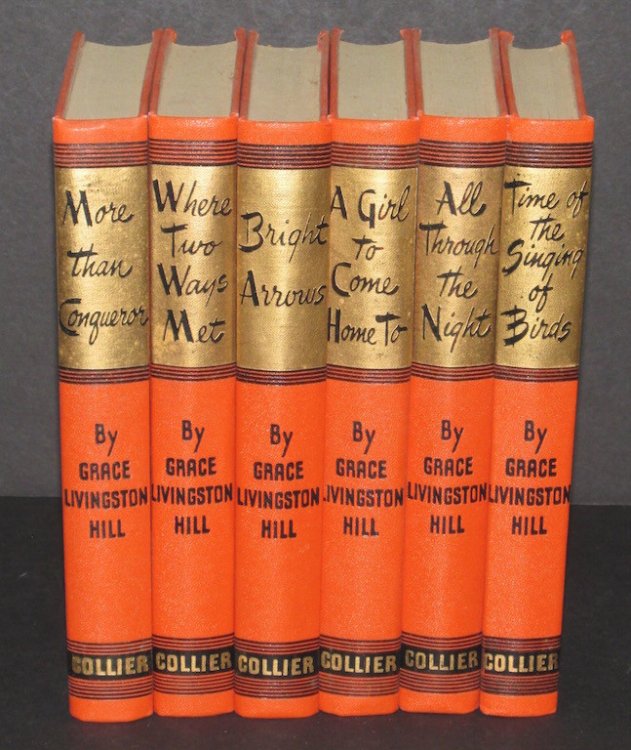 More
than
Conqueror
By
GRACE
LIVINGSTON
HILL
COLLIER
Where
Two
Ways
Met
By
GRACE
LIVINGSTON
HILL
COLLIER
Bright
Arrows
By
GRACE
LIVINGSTON
HILL
COLLIER
A Girl
to
Come
Home To
By
GRACE
LIVINGSTON
HILL
COLLIER
All
Through
The
Night
By
GRACE
LIVINGSTON
HILL
COLLIER
Time of
the
Singing
of
Birds
By
GRACE
LIVINGSTON
HILL
COLLIER